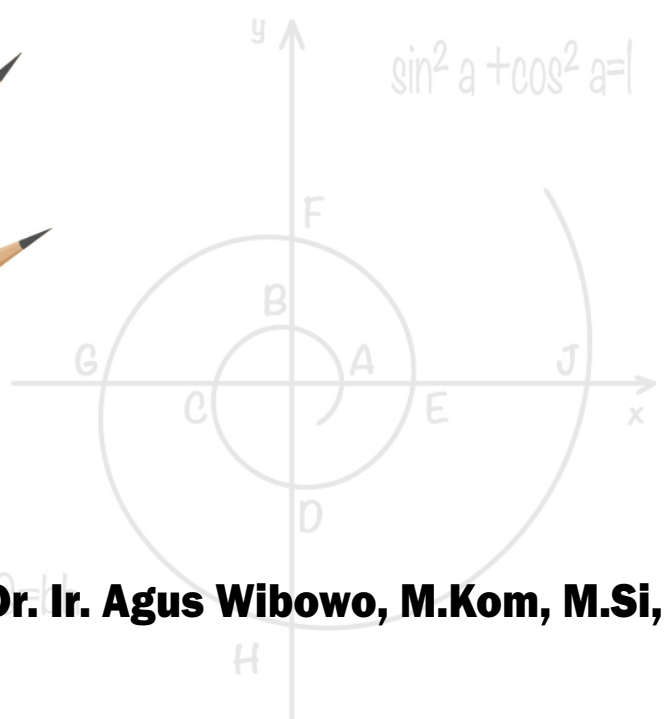 y
sin² a +cos² a=1
F
B
G
A
J
C
E
x
D
Dr. Ir. Agus Wibowo, M.Kom, M.Si,
H